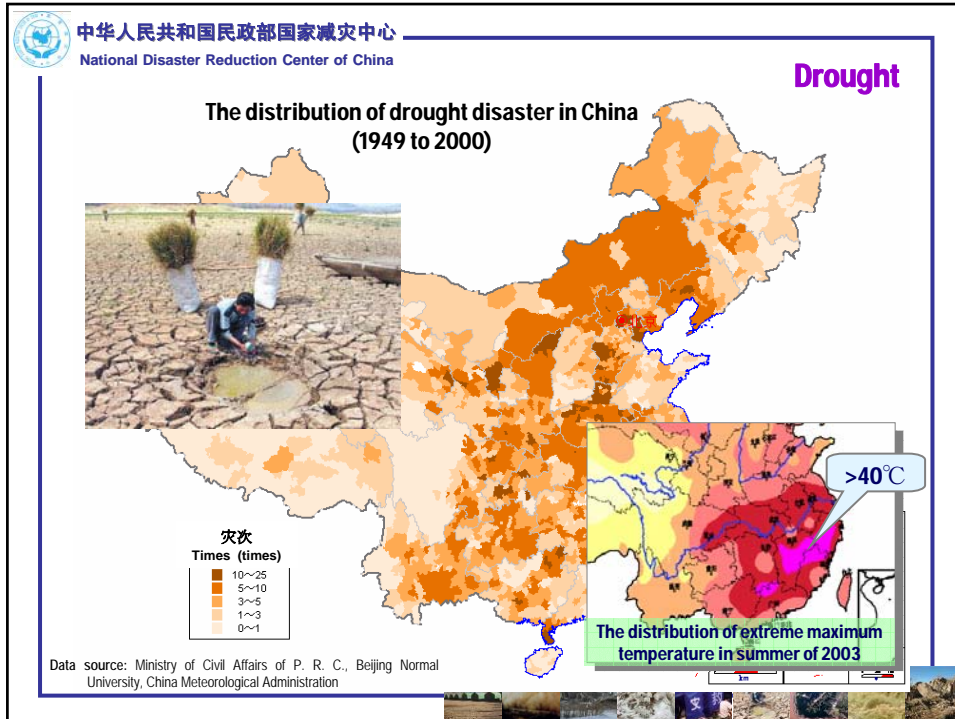 中华人民共和国民政部国家减灾中心
National Disaster Reduction Center of China
Drought
The distribution of drought disaster in China
(1949 to 2000)
北京
>40℃
灾次
Times (times)
10～25
5～10
3～5
1～3
0～1
The distribution of extreme maximum
temperature in summer of 2003
km
Data source: Ministry of Civil Affairs of P. R. C., Beijing Normal
University, China Meteorological Administration